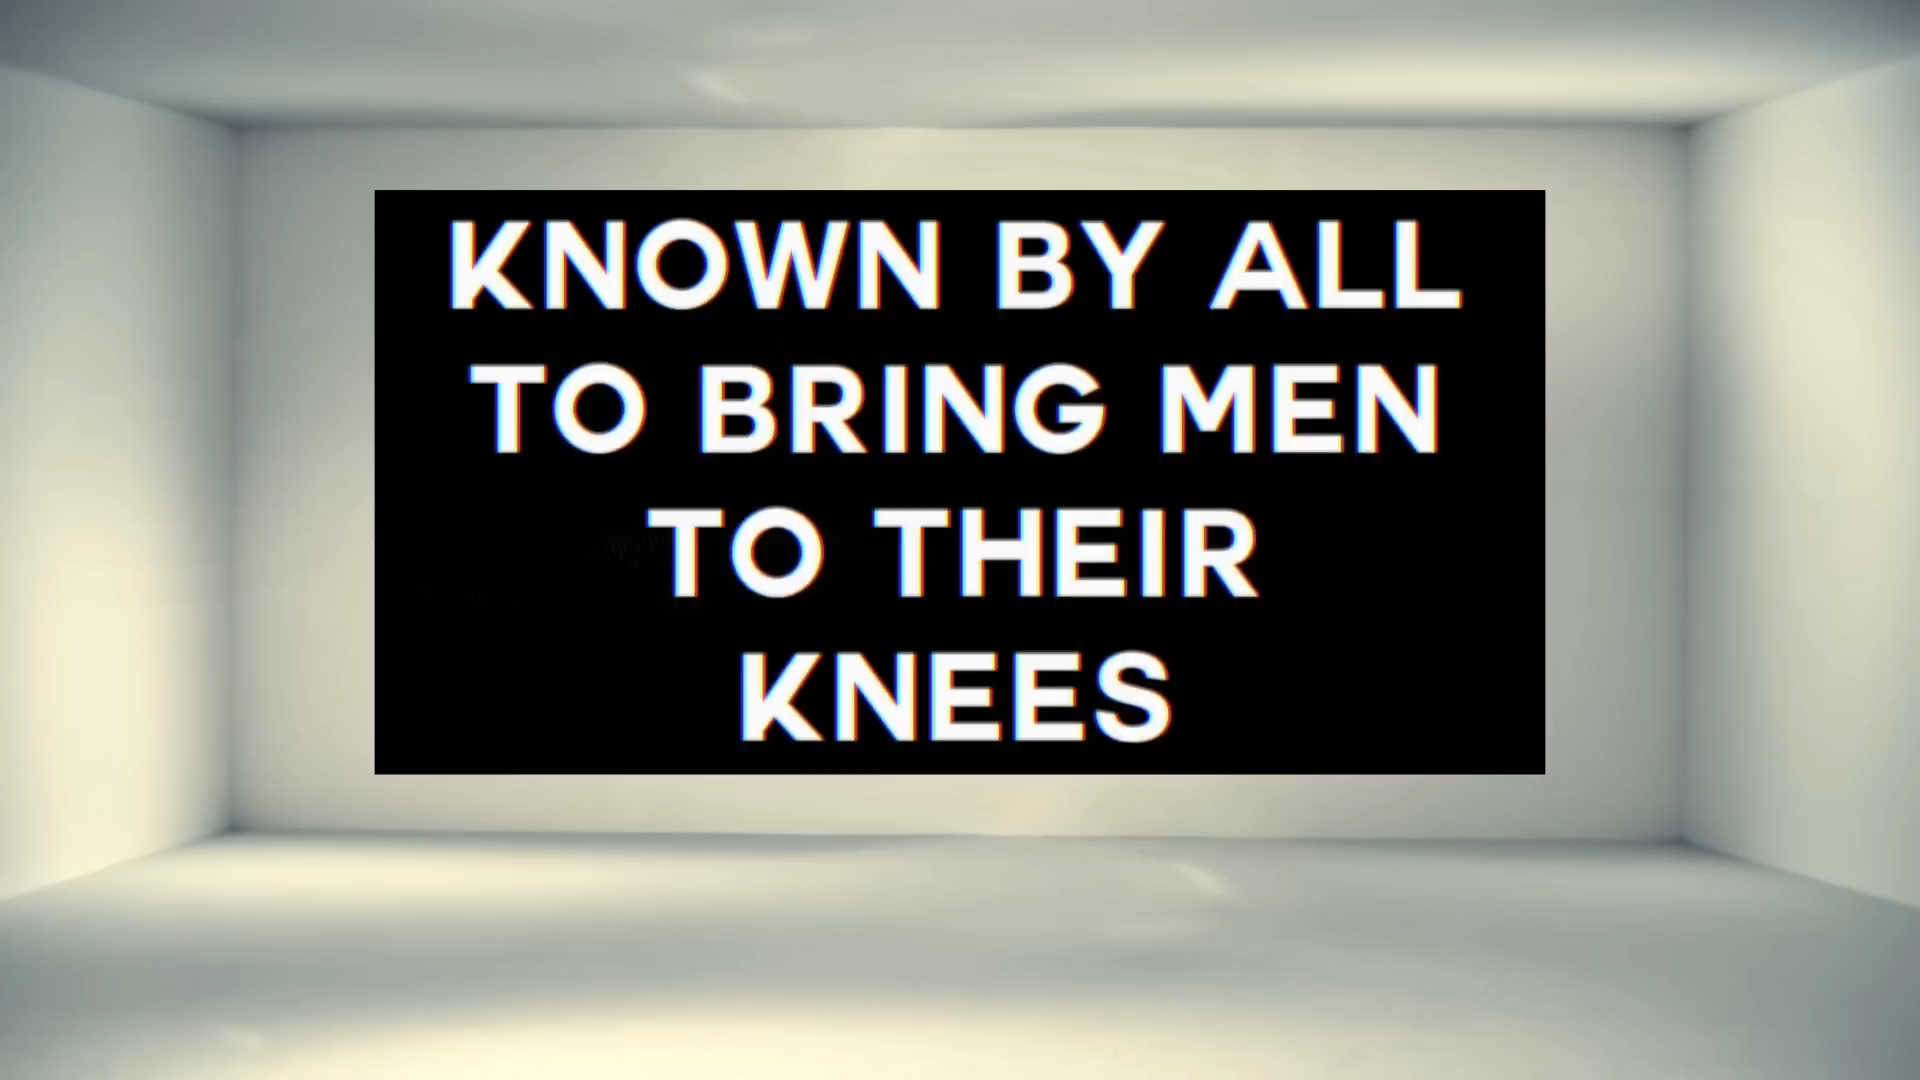 KNOWN BY ALL
TO BRING MEN
TO THEIR
KNEES